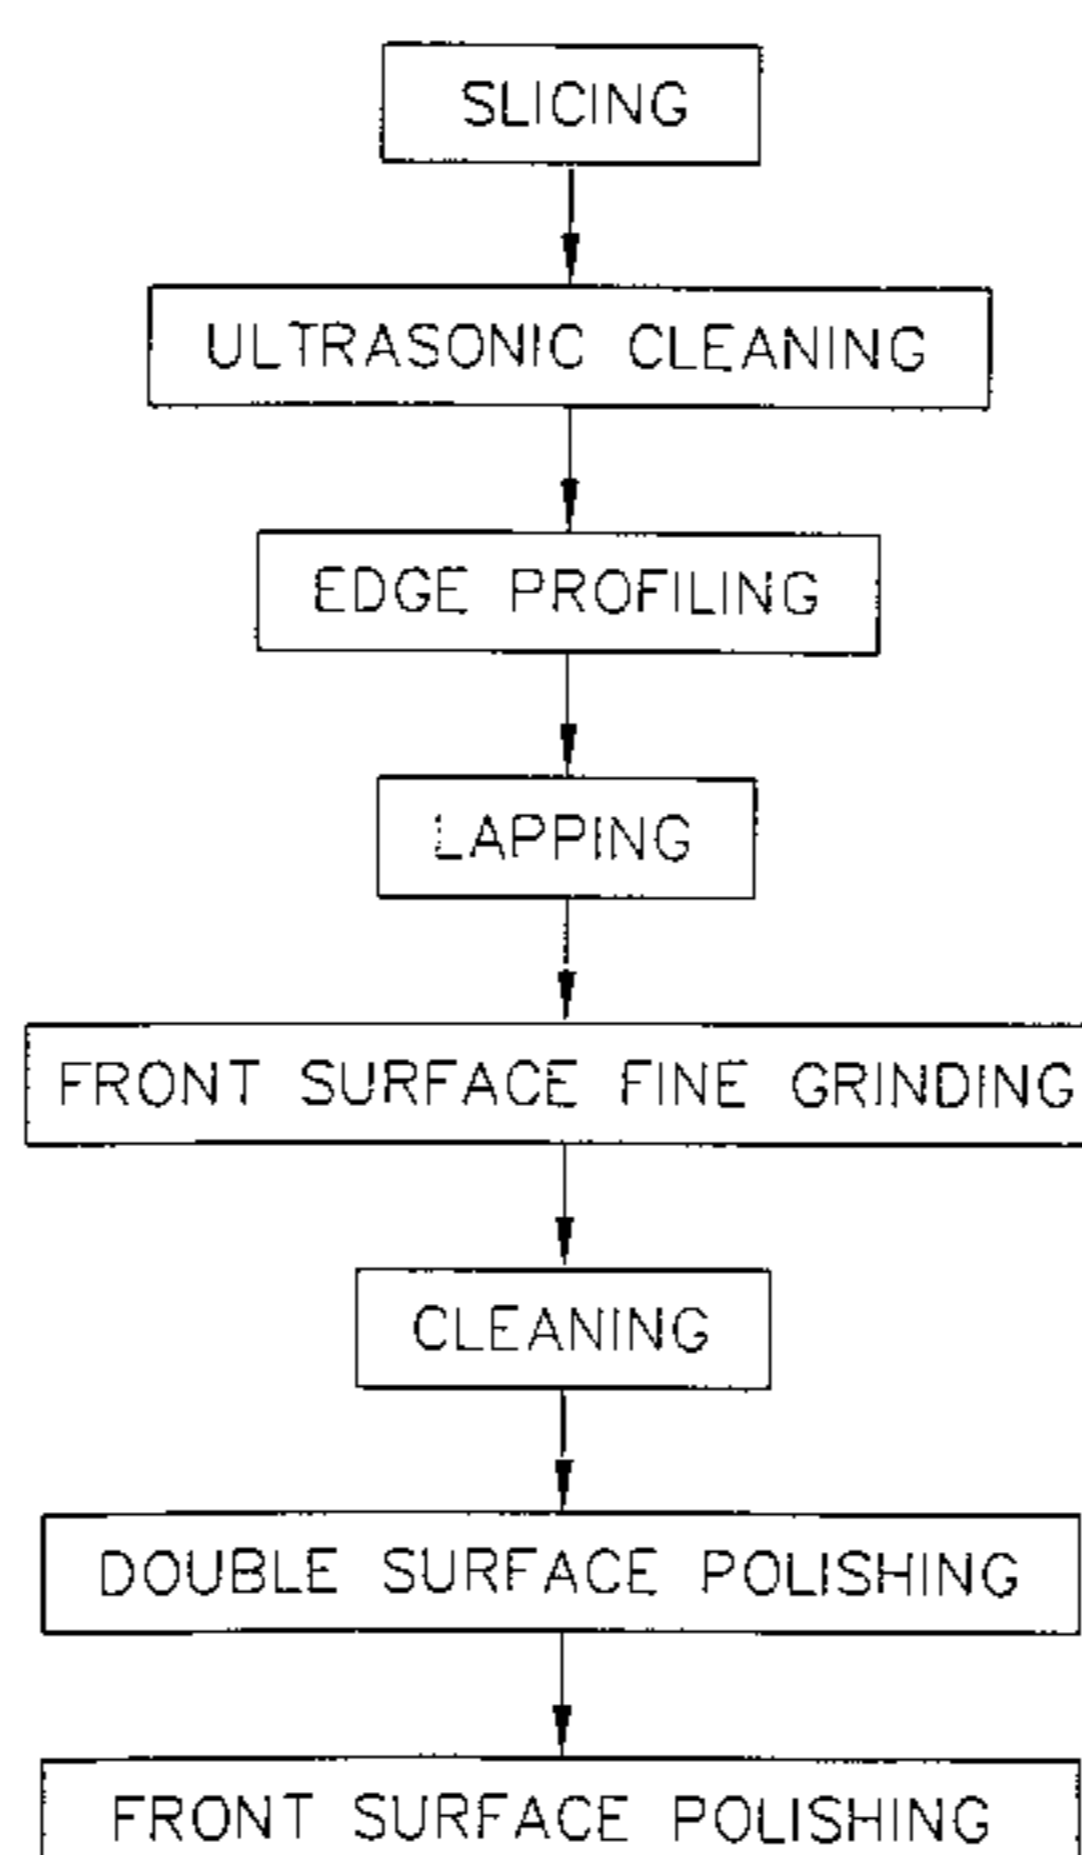 SLICING
ULTRASONIC CLEANING
EDGE PROFILING
LAPPING
FRONT SURFACE FINE GRINDING
CLEANING
DOUBLE SURFACE POLISHING
FRONT SURFACE POLISHING